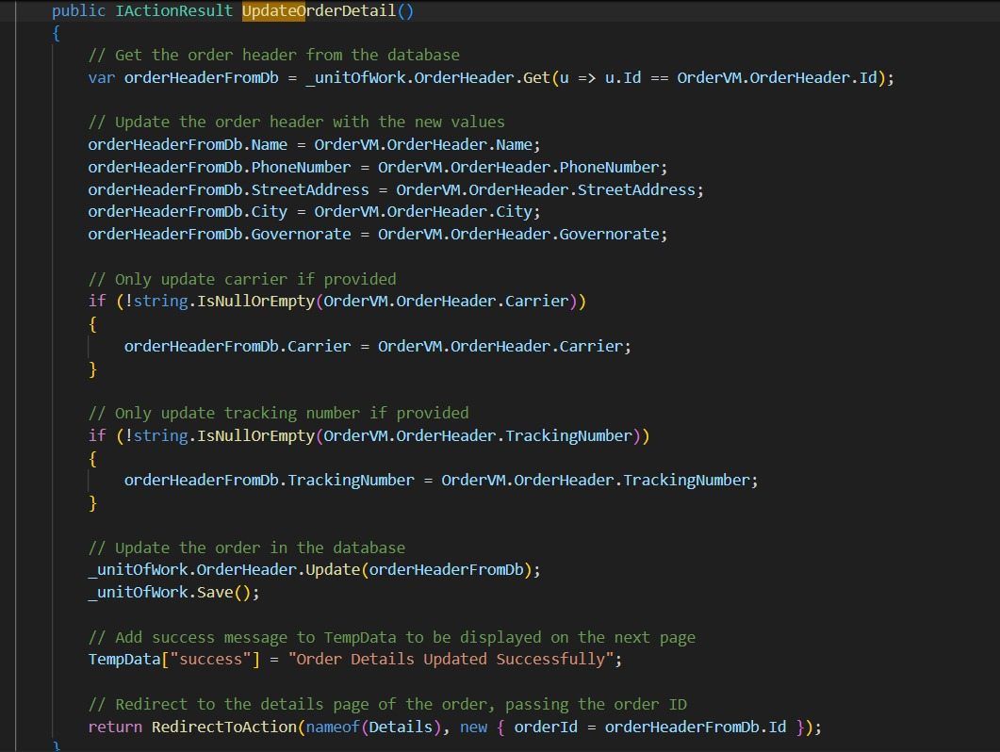 public IActionResult UpdateOrderDetail()
{
// Get the order header from the database
var orderHeaderFromDb = _unitOfWork.OrderHeader.Get(u => u.Id == OrderVM.OrderHeader.Id);
// Update the order header with the new values
orderHeaderFromDb.Name = OrderVM.OrderHeader.Name;
orderHeaderFromDb.PhoneNumber = OrderVM.OrderHeader.PhoneNumber;
orderHeaderFromDb.StreetAddress = OrderVM.OrderHeader.StreetAddress;
orderHeaderFromDb.City = OrderVM.OrderHeader.City;
orderHeaderFromDb.Governorate = OrderVM.OrderHeader.Governorate;
// Only update carrier if provided
if (!string.IsNullOrEmpty(OrderVM.OrderHeader.Carrier))
{
orderHeaderFromDb.Carrier = OrderVM.OrderHeader.Carrier;
}
// Only update tracking number if provided
if (!string.IsNullOrEmpty(OrderVM.OrderHeader.TrackingNumber))
{
orderHeaderFromDb.TrackingNumber = OrderVM.OrderHeader.TrackingNumber;
}
// Update the order in the database
_unitOfWork.OrderHeader.Update(orderHeaderFromDb);
_unitOfWork.Save();
// Add success message to TempData to be displayed on the next page
TempData["success"] = "Order Details Updated Successfully";
// Redirect to the details page of the order, passing the order ID
return RedirectToAction(nameof(Details), new { orderId = orderHeaderFromDb.Id });
}